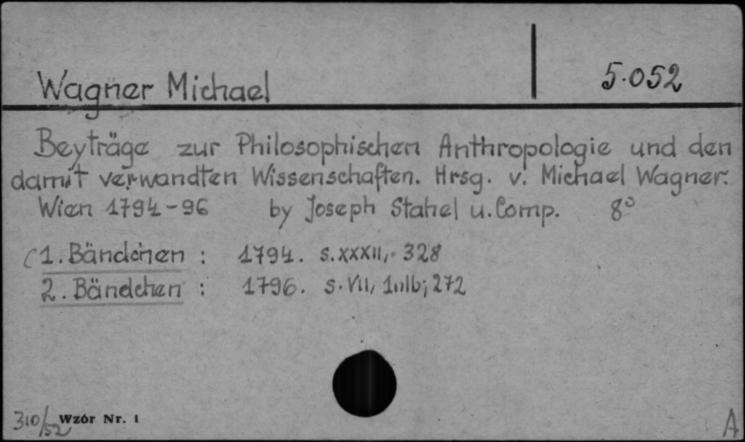 Wagner Michael 5.052
Beyträge zur Philosophischen Anthropologie und den
damit verwandten Wissenschaften. Hrsg. v. Michael Wagner.
Wien 1794-96 by Joseph Stahel u. Comp. 8°
(1. Bändchen : 1794. S. XXXII, 328
2. Bändchen : 1796. S. VII, 272
310/52 Wzór Nr. 1 A